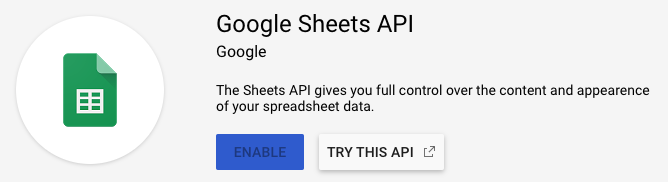 Google Sheets API
Google
The Sheets API gives you full control over the content and appearence
of your spreadsheet data.
ENABLE
TRY THIS API